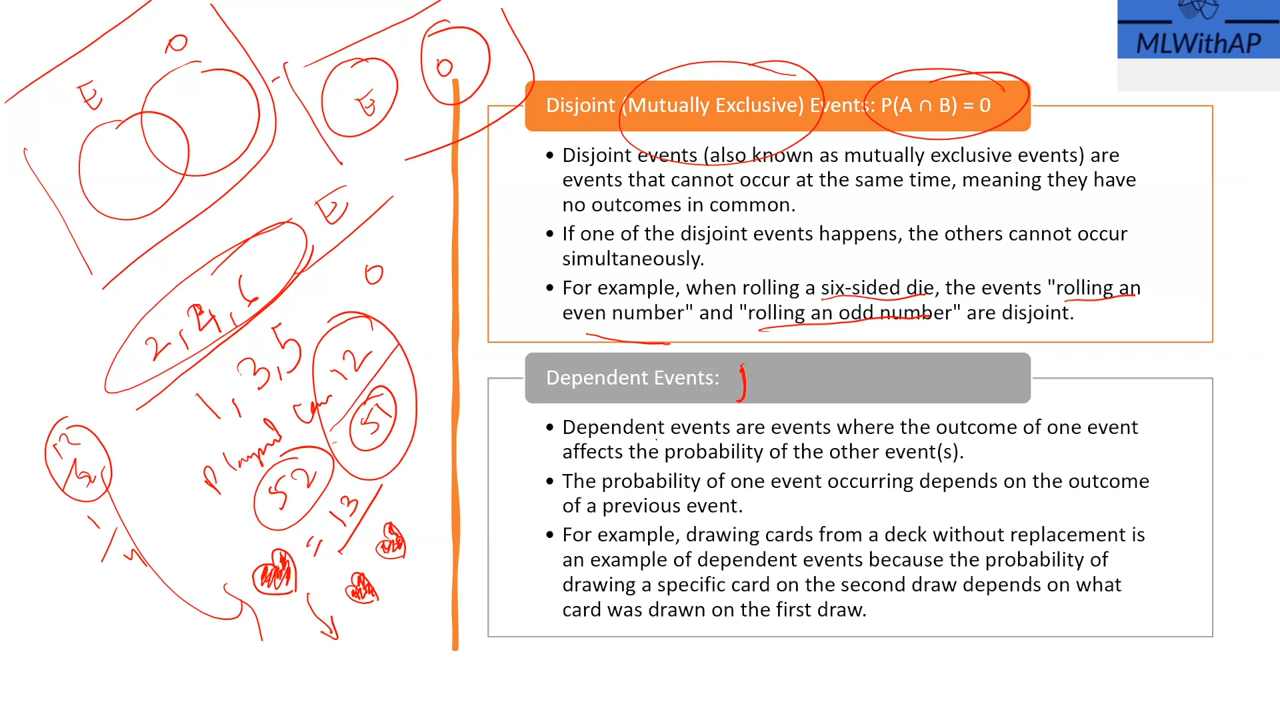 MLWithAP
E
O
E
O
Disjoint (Mutually Exclusive) Events: P(A ∩ B) = 0
• Disjoint events (also known as mutually exclusive events) are
events that cannot occur at the same time, meaning they have
no outcomes in common.
• If one of the disjoint events happens, the others cannot occur
simultaneously.
• For example, when rolling a six-sided die, the events "rolling an
even number" and "rolling an odd number" are disjoint.
E
2, 4, 6
O
1, 3, 5
12
51
52
13
Dependent Events:
• Dependent events are events where the outcome of one event
affects the probability of the other event(s).
• The probability of one event occurring depends on the outcome
of a previous event.
• For example, drawing cards from a deck without replacement is
an example of dependent events because the probability of
drawing a specific card on the second draw depends on what
card was drawn on the first draw.